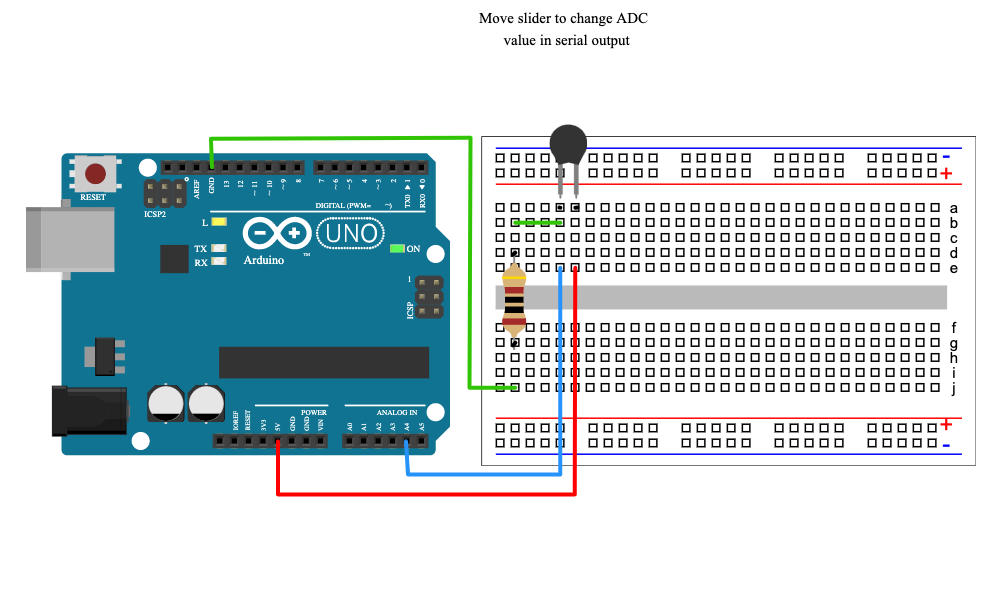 Move slider to change ADC
value in serial output
RESET
ICSP2
AREF
GND
13
12
~11
~10
~9
8
7
~6
~5
4
~3
2
TX0 ▶ 1
RX0 ◀ 0
DIGITAL (PWM= ~)
L
TX
RX
Arduino
™
UNO
ON
1
ICSP
POWER
ANALOG IN
IOREF
RESET
3V3
5V
GND
GND
VIN
A0
A1
A2
A3
A4
A5
-
+
a
b
c
d
e
f
g
h
i
j
+
-